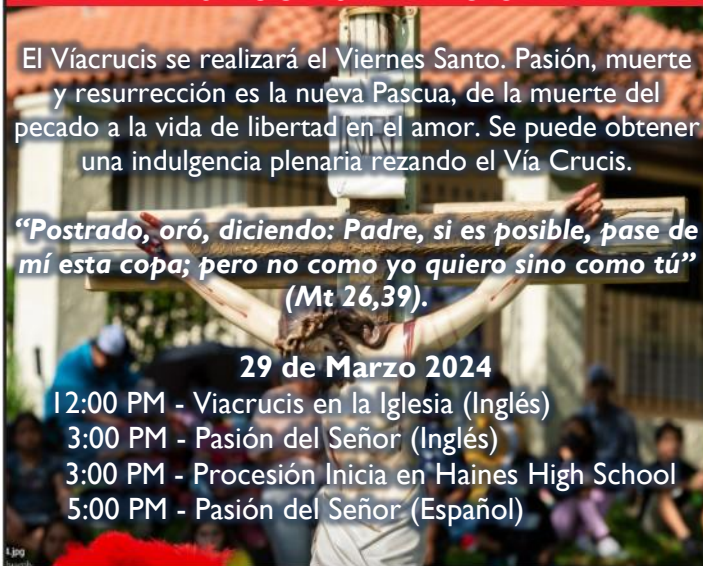 El Víacrucis se realizará el Viernes Santo. Pasión, muerte
y resurrección es la nueva Pascua, de la muerte del
pecado a la vida de libertad en el amor. Se puede obtener
una indulgencia plenaria rezando el Vía Crucis.
“Postrado, oró, diciendo: Padre, si es posible, pase de
mí esta copa; pero no como yo quiero sino como tú”
(Mt 26,39).
29 de Marzo 2024
12:00 PM - Viacrucis en la Iglesia (Inglés)
3:00 PM - Pasión del Señor (Inglés)
3:00 PM - Procesión Inicia en Haines High School
5:00 PM - Pasión del Señor (Español)